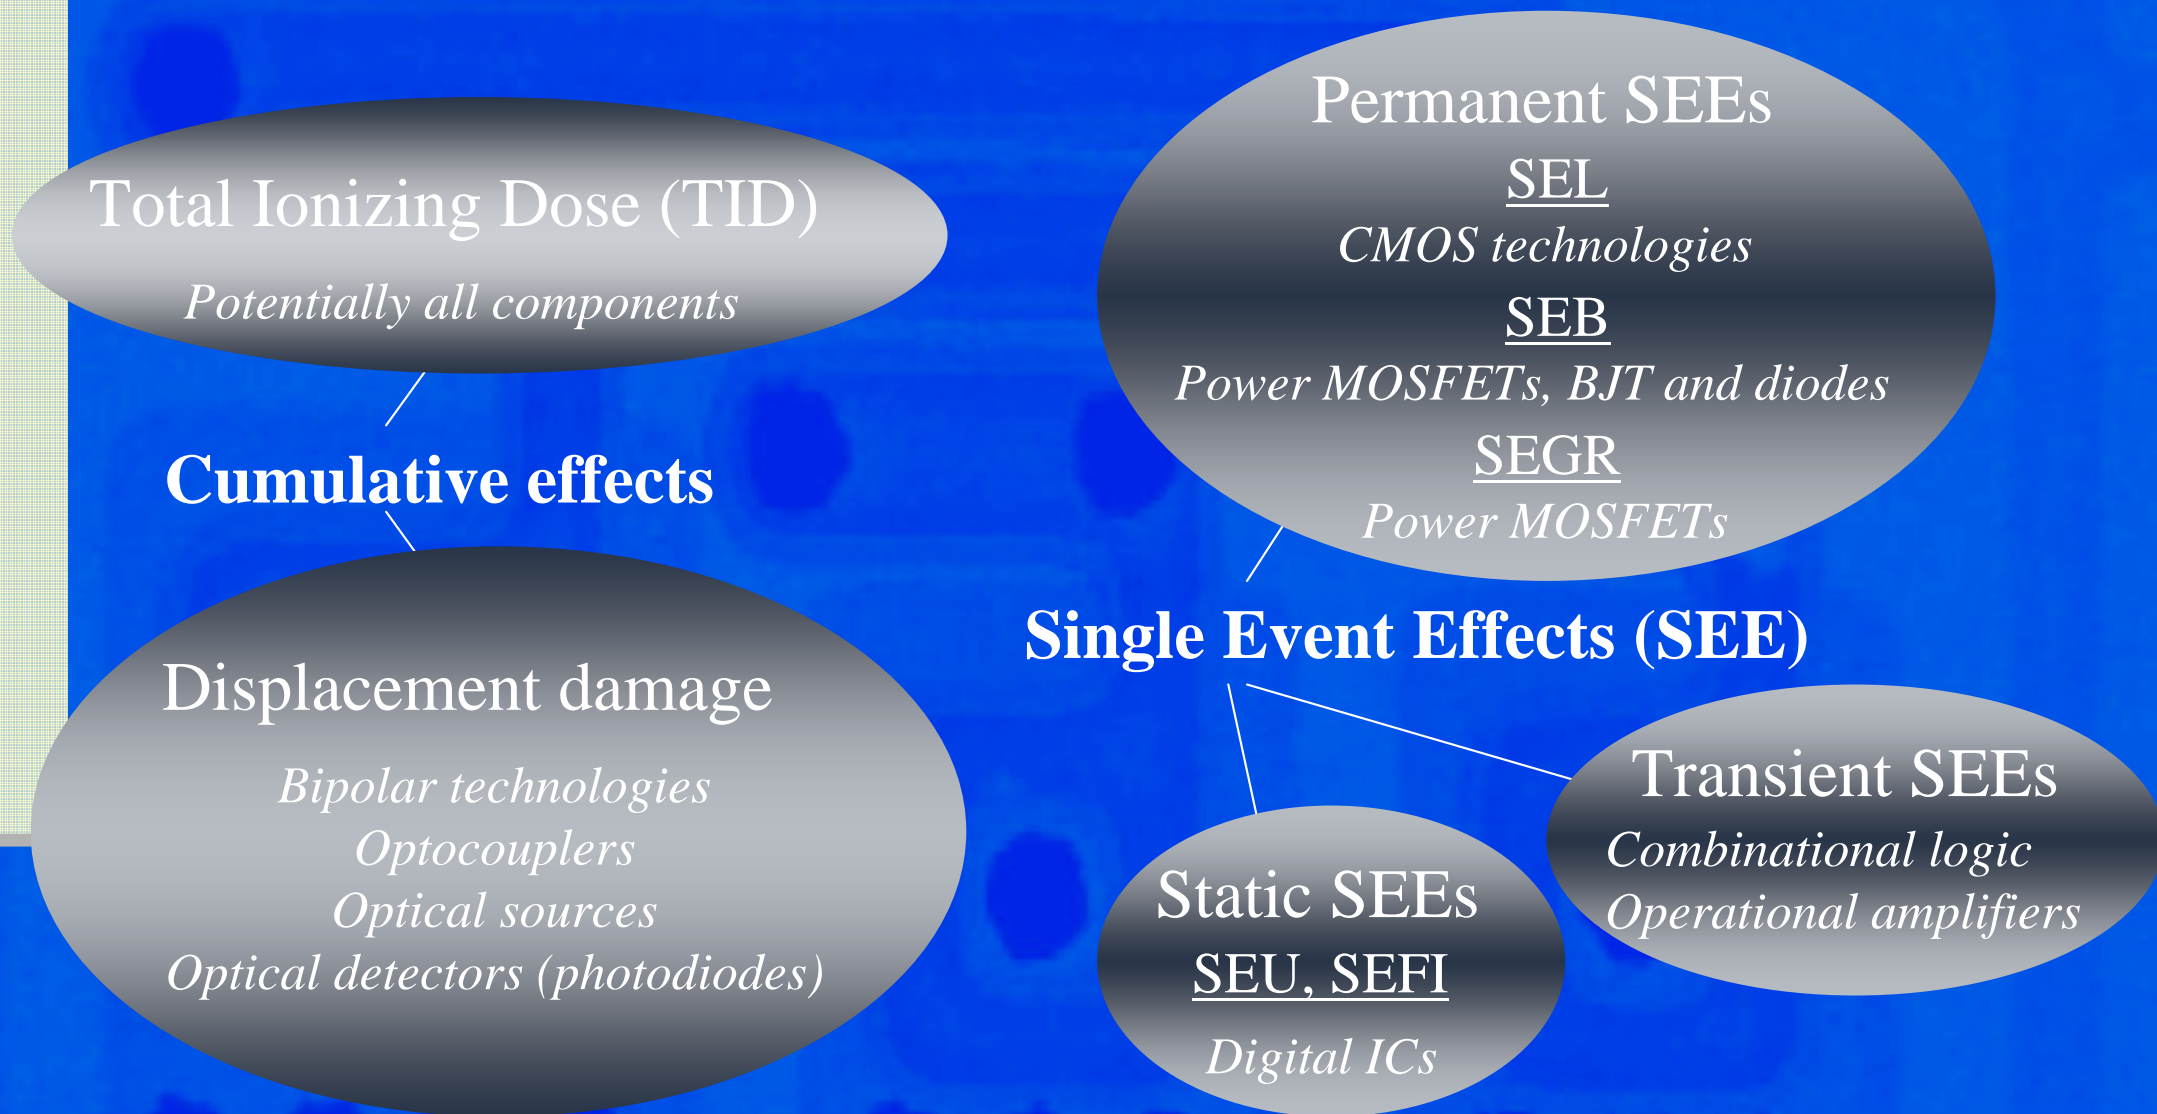 Total Ionizing Dose (TID)
Potentially all components
Cumulative effects
Displacement damage
Bipolar technologies
Optocouplers
Optical sources
Optical detectors (photodiodes)
Permanent SEEs
SEL
CMOS technologies
SEB
Power MOSFETs, BJT and diodes
SEGR
Power MOSFETs
Single Event Effects (SEE)
Static SEEs
SEU, SEFI
Digital ICs
Transient SEEs
Combinational logic
Operational amplifiers